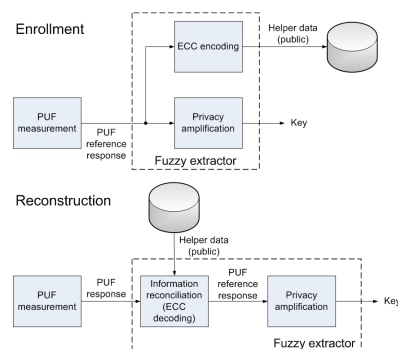 Enrollment
ECC encoding
Helper data
(public)
PUF
measurement
PUF
reference
response
Privacy
amplification
Key
Fuzzy extractor
Reconstruction
Helper data
(public)
PUF
measurement
PUF
response
Information
reconciliation
(ECC
decoding)
PUF
reference
response
Privacy
amplification
Key
Fuzzy extractor